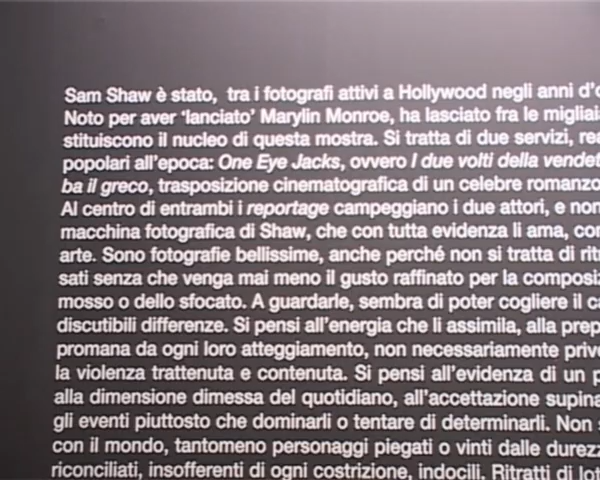 Sam Shaw è stato, tra i fotografi attivi a Hollywood negli anni d'o
Noto per aver 'lanciato' Marylin Monroe, ha lasciato fra le migliai
stituiscono il nucleo di questa mostra. Si tratta di due servizi, rea
popolari all'epoca: One Eye Jacks, ovvero I due volti della vendet
ba il greco, trasposizione cinematografica di un celebre romanzo
Al centro di entrambi i reportage campeggiano i due attori, e non
macchina fotografica di Shaw, che con tutta evidenza li ama, con
arte. Sono fotografie bellissime, anche perché non si tratta di ritr
sati senza che venga mai meno il gusto raffinato per la composiz
mosso o dello sfocato. A guardarle, sembra di poter cogliere il ca
discutibili differenze. Si pensi all'energia che li assimila, alla prep
promana da ogni loro atteggiamento, non necessariamente prive
la violenza trattenuta e contenuta. Si pensi all'evidenza di un p
alla dimensione dimessa del quotidiano, all'accettazione supina
gli eventi piuttosto che dominarli o tentare di determinarli. Non s
con il mondo, tantomeno personaggi piegati o vinti dalle durezz
riconciliati, insofferenti di ogni costrizione, indocili. Ritratti di lot